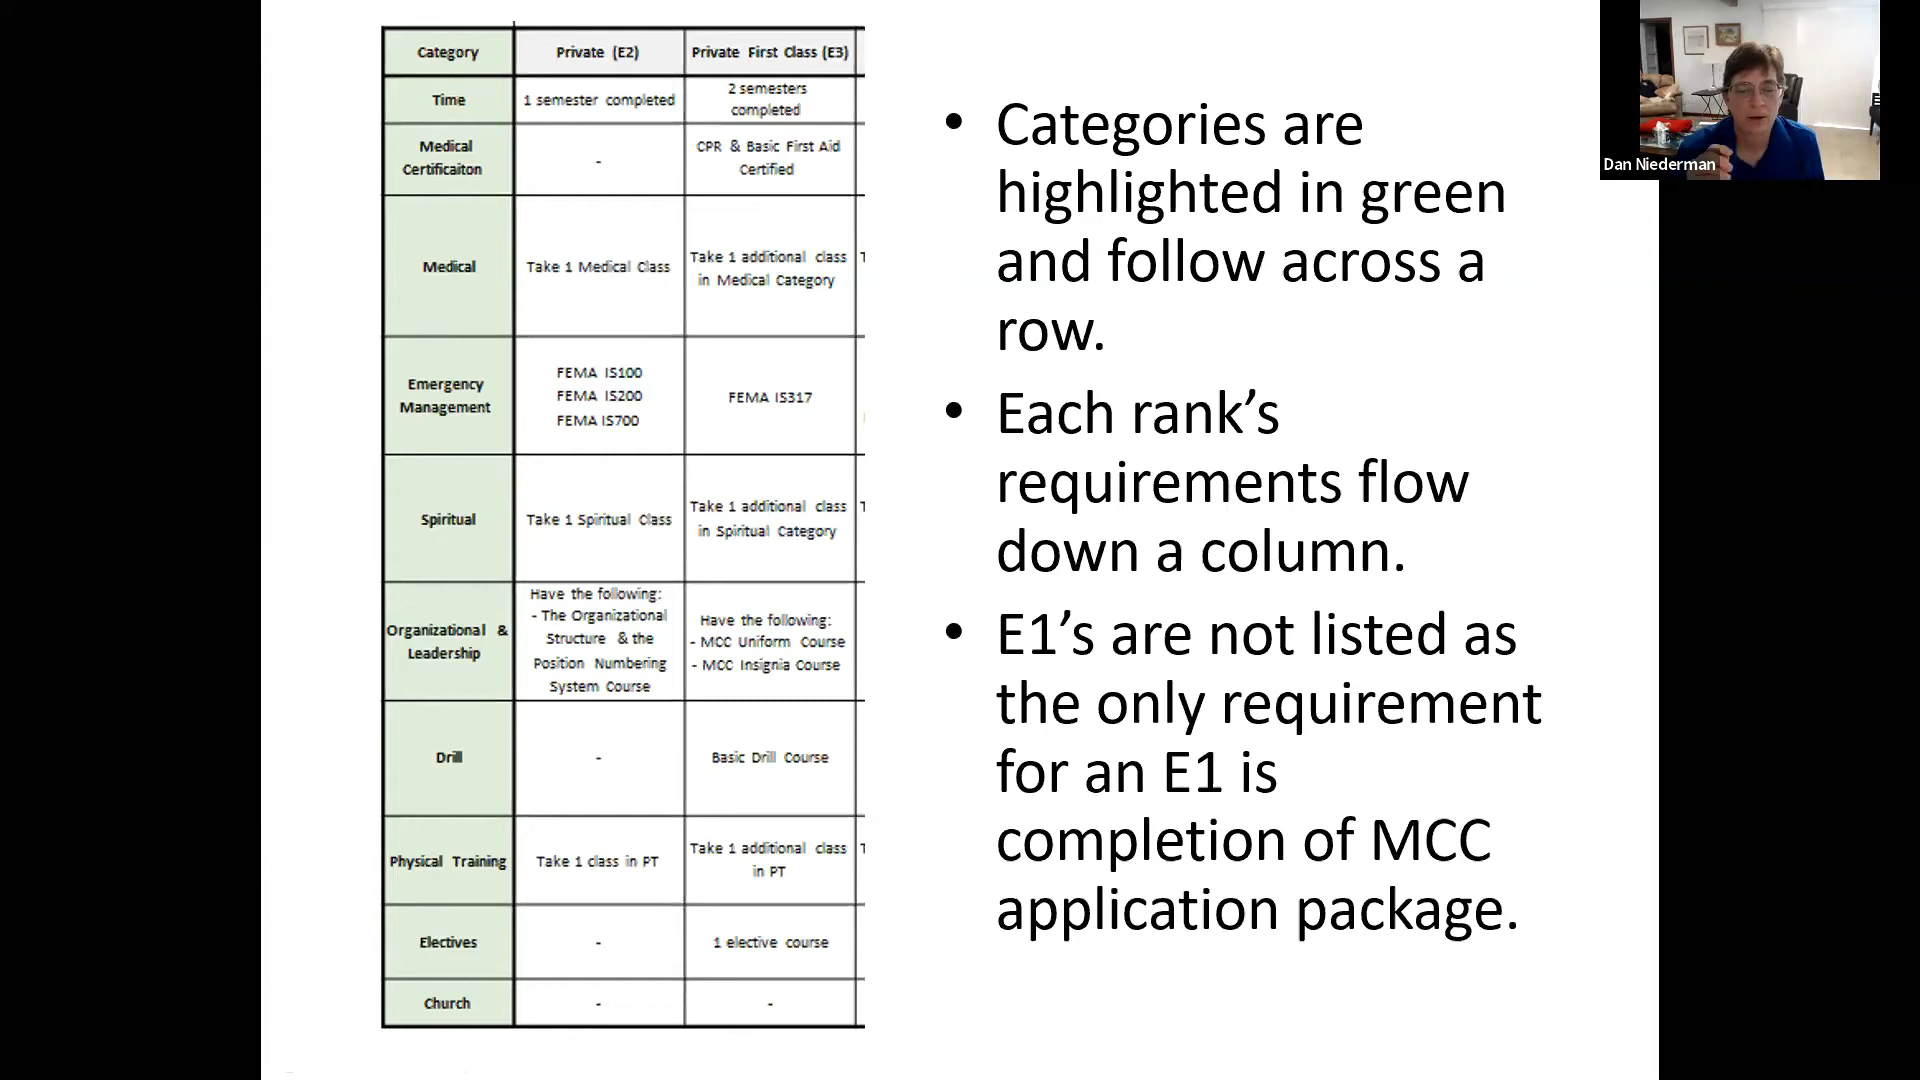 Category Private (E2) Private First Class (E3)
Time 1 semester completed 2 semesters
completed
Medical
Certificaiton
-
CPR & Basic First Aid
Certified
Medical Take 1 Medical Class Take 1 additional class
in Medical Category
Emergency
Management
FEMA IS100
FEMA IS200
FEMA IS700
FEMA IS317
Spiritual Take 1 Spiritual Class Take 1 additional class
in Spiritual Category
Organizational &
Leadership
Have the following:
- The Organizational
Structure & the
Position Numbering
System Course
Have the following:
- MCC Uniform Course
- MCC Insignia Course
Drill - Basic Drill Course
Physical Training Take 1 class in PT Take 1 additional class
in PT
Electives - 1 elective course
Church - -
• Categories are
highlighted in green
and follow across a
row.
• Each rank’s
requirements flow
down a column.
• E1’s are not listed as
the only requirement
for an E1 is
completion of MCC
application package.
Dan Niederman